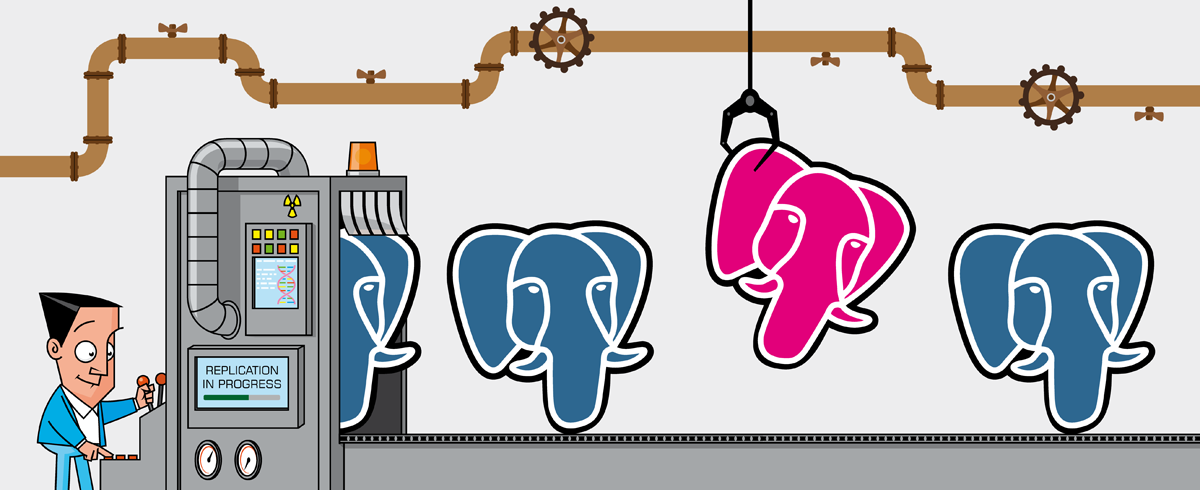 REPLICATION
IN PROGRESS